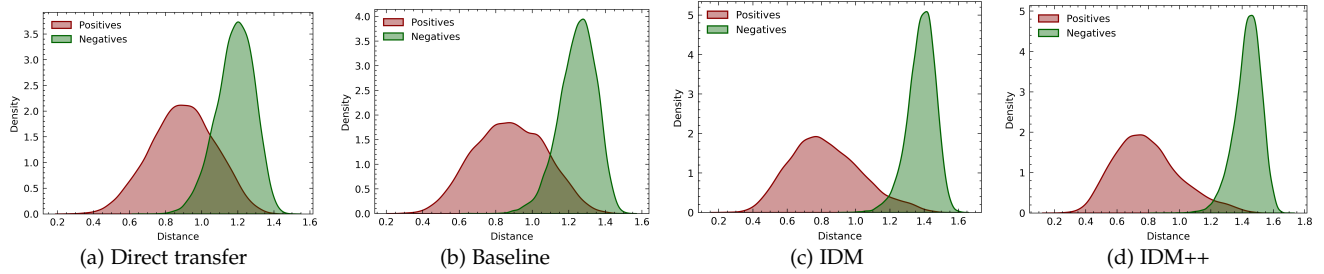 Positives
Negatives
Density
3.5
3.0
2.5
2.0
1.5
1.0
0.5
0.0
0.2 0.4 0.6 0.8 1.0 1.2 1.4 1.6
Distance
(a) Direct transfer
Positives
Negatives
Density
4.0
3.5
3.0
2.5
2.0
1.5
1.0
0.5
0.0
0.2 0.4 0.6 0.8 1.0 1.2 1.4 1.6
Distance
(b) Baseline
Positives
Negatives
Density
5
4
3
2
1
0
0.2 0.4 0.6 0.8 1.0 1.2 1.4 1.6
Distance
(c) IDM
Positives
Negatives
Density
5
4
3
2
1
0
0.2 0.4 0.6 0.8 1.0 1.2 1.4 1.6 1.8
Distance
(d) IDM++